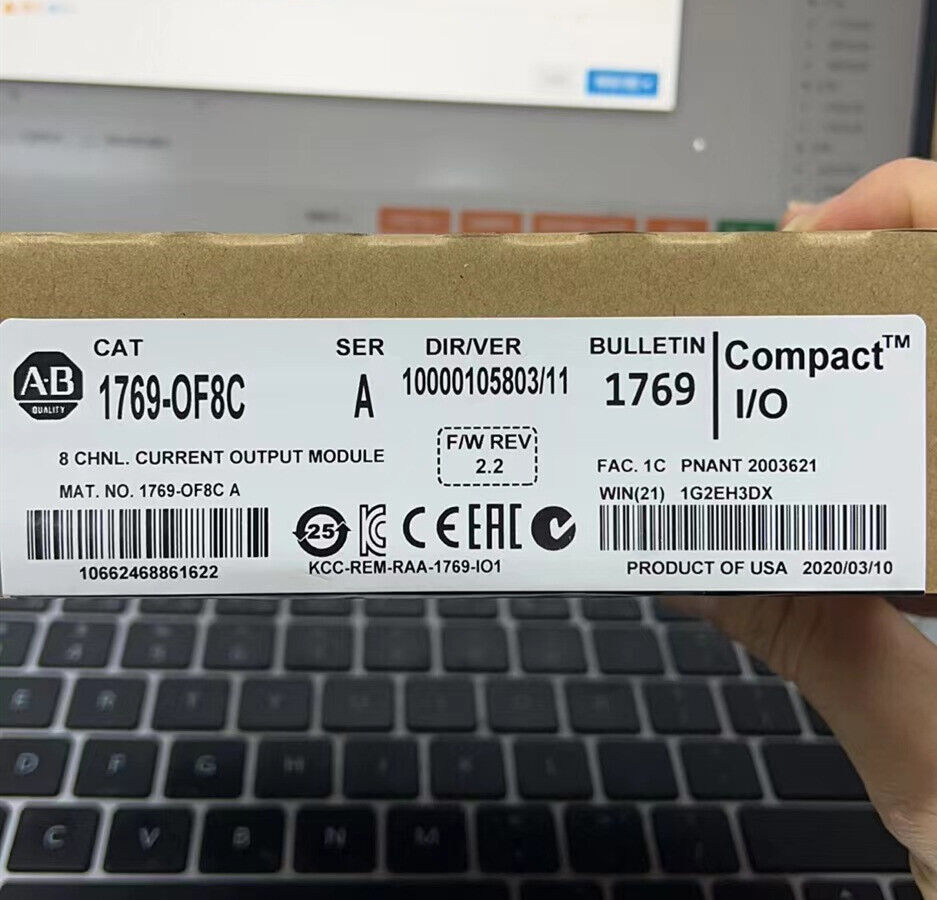 CAT SER DIR/VER BULLETIN Compact™
A-B 1769-OF8C A 10000105803/11 1769 I/O
QUALITY
8 CHNL. CURRENT OUTPUT MODULE F/W REV
2.2
FAC. 1C PNANT 2003621
MAT. NO. 1769-OF8C A WIN(21) 1G2EH3DX
25 CE EAC
10662468861622 KCC-REM-RAA-1769-IO1 PRODUCT OF USA 2020/03/10
D F G H
C V B N M